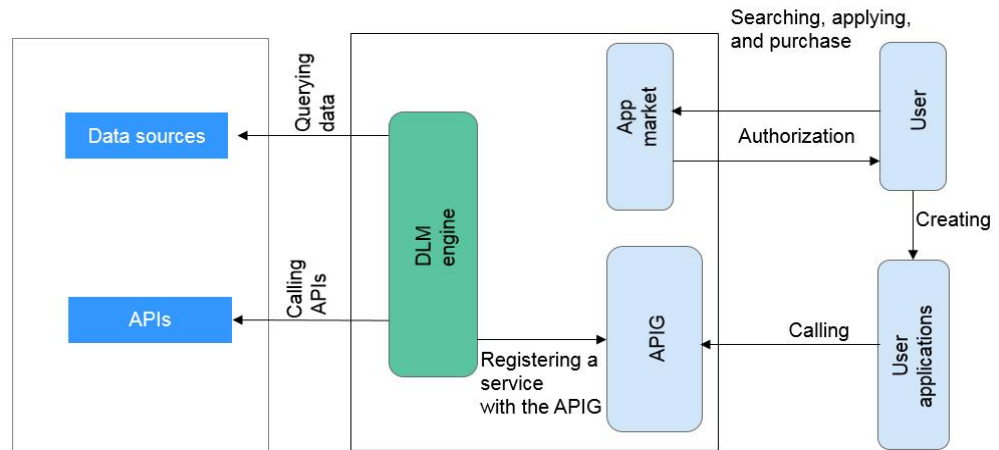 Searching, applying,
and purchase
Data sources
Querying
data
App
market
User
Authorization
Creating
DLM
engine
APIs
Calling
APIs
Registering a
service
with the APIG
APIG
Calling
User
applications